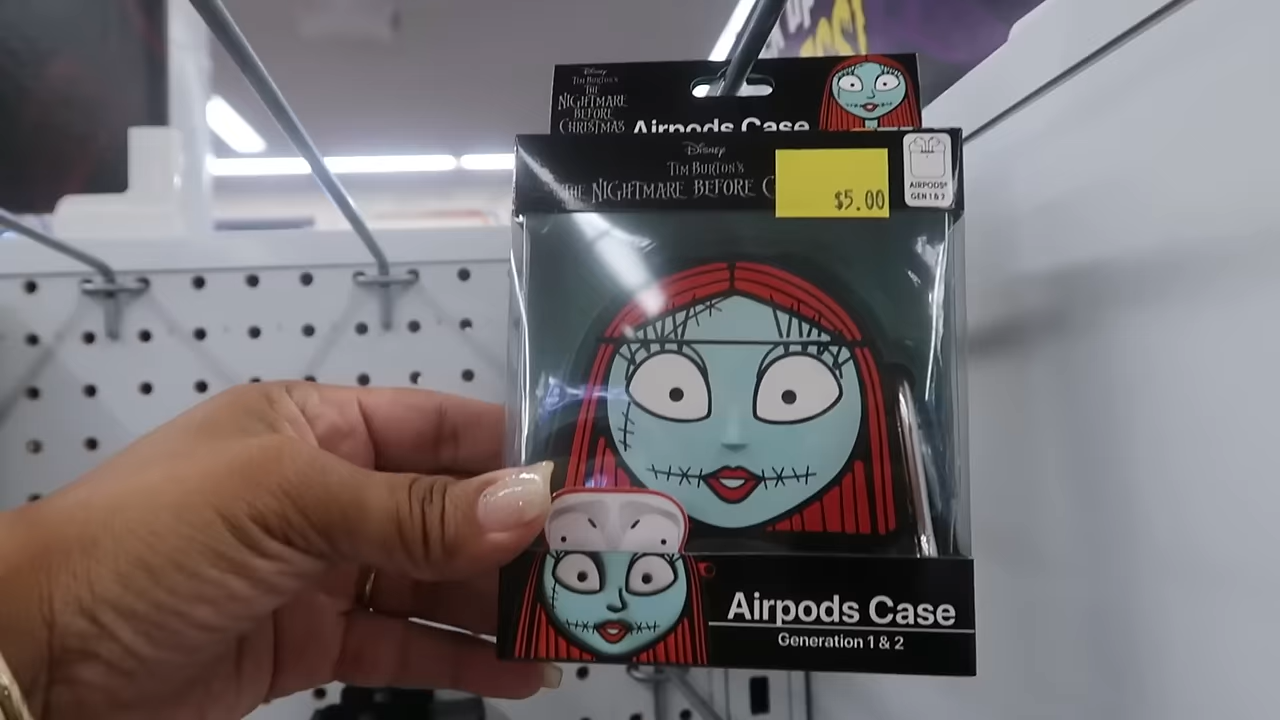 Disney
TIM BURTON'S
THE
NIGHTMARE
BEFORE
CHRISTMAS
Airpods Case
Disney
TIM BURTON'S
THE NIGHTMARE BEFORE C
$5.00
AIRPODS®
GEN 1 & 2
Airpods Case
Generation 1 & 2